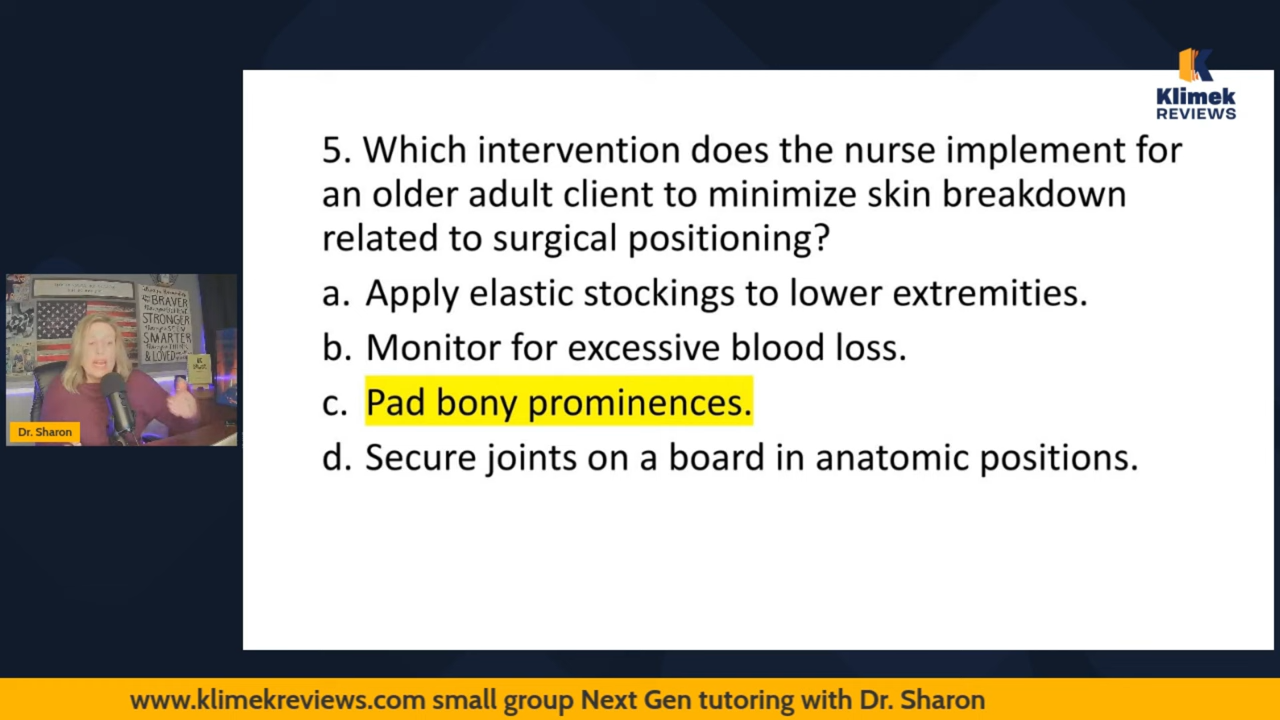 Klimek
REVIEWS
5. Which intervention does the nurse implement for
an older adult client to minimize skin breakdown
related to surgical positioning?
a. Apply elastic stockings to lower extremities.
b. Monitor for excessive blood loss.
c. Pad bony prominences.
d. Secure joints on a board in anatomic positions.
BRAVER
STRONGER
SMARTER
& LOVED
Dr. Sharon
www.klimekreviews.com small group Next Gen tutoring with Dr. Sharon